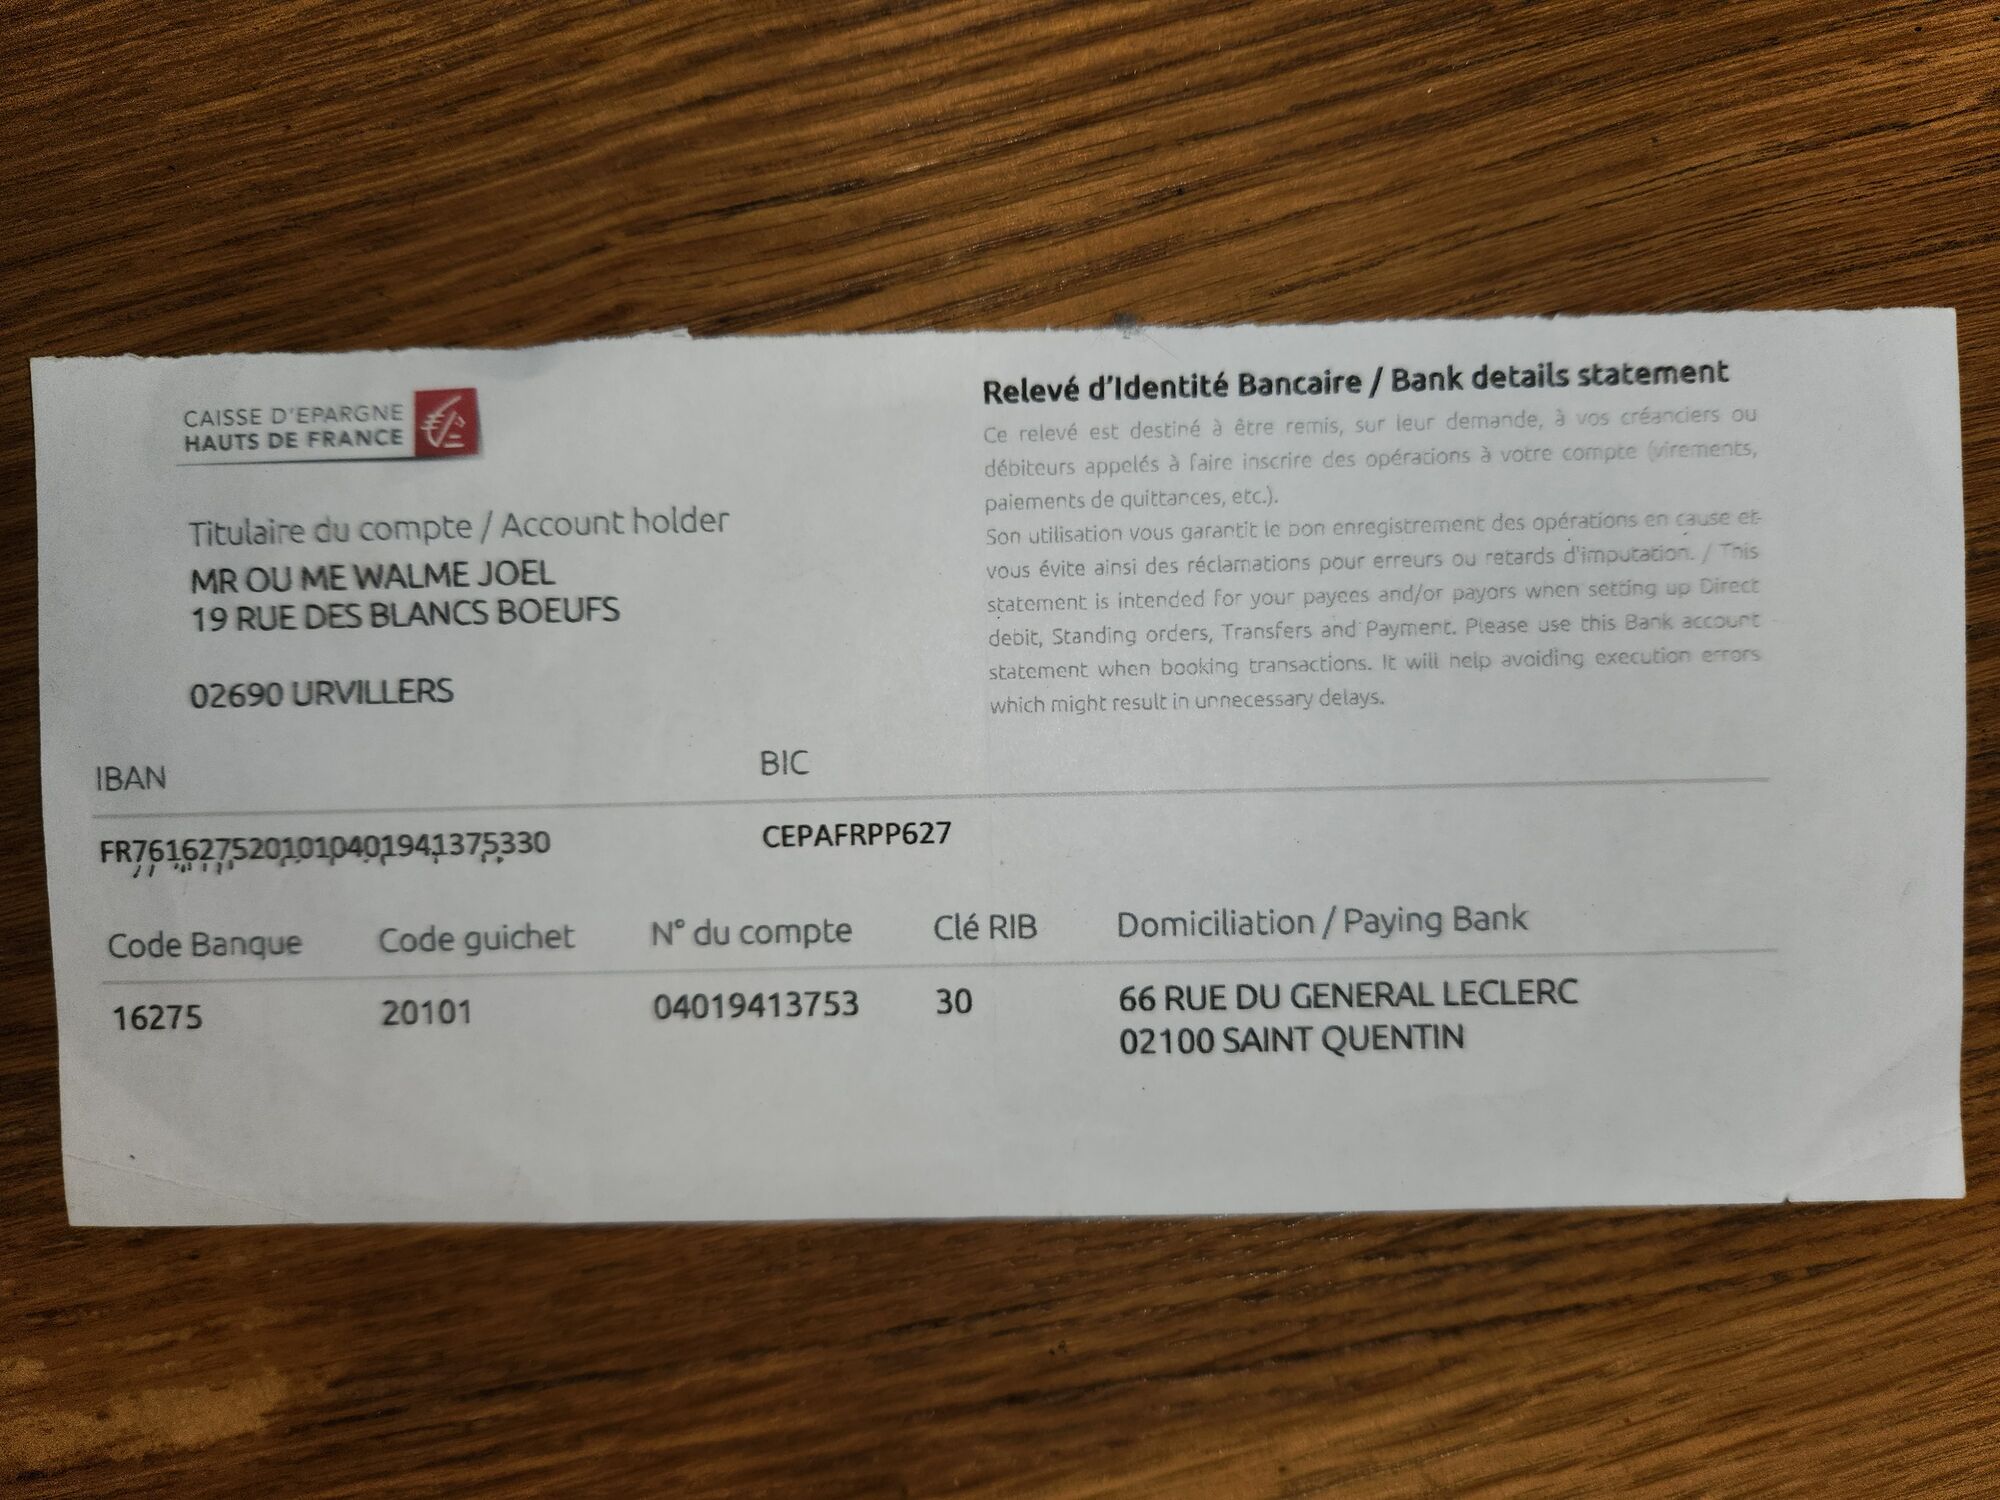 CAISSE D'EPARGNE
HAUTS DE FRANCE
Titulaire du compte / Account holder
MR OU ME WALME JOEL
19 RUE DES BLANCS BOEUFS
02690 URVILLERS
Relevé d'Identité Bancaire / Bank details statement
Ce relevé est destiné à être remis, sur leur demande, à vos créanciers ou
débiteurs appelés à faire inscrire des opérations à votre compte (virements,
paiements de quittances, etc.).
Son utilisation vous garantit le bon enregistrement des opérations en cause et
vous évite ainsi des réclamations pour erreurs ou retards d'imputation. / This
statement is intended for your payees and/or payors when setting up Direct
debit, Standing orders, Transfers and Payment. Please use this Bank account
statement when booking transactions. It will help avoiding execution errors
which might result in unnecessary delays.
IBAN BIC
FR7616275201010401941375330 CEPAFRPP627
Code Banque Code guichet N° du compte Clé RIB Domiciliation / Paying Bank
16275 20101 04019413753 30 66 RUE DU GENERAL LECLERC
02100 SAINT QUENTIN